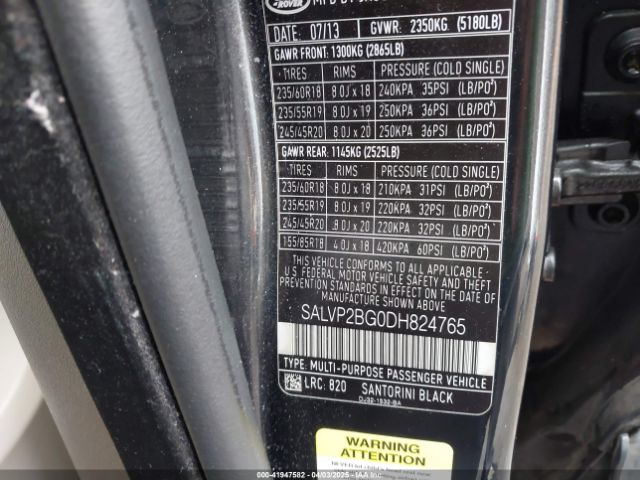 ROVER
DATE: 07/13 GVWR: 2350KG. (5180LB)
GAWR FRONT: 1300KG (2865LB)
TIRES RIMS PRESSURE (COLD SINGLE)
235/60R18 8.0J x 18 240KPA 35PSI (LB/PO²)
235/55R19 8.0J x 19 250KPA 36PSI (LB/PO²)
245/45R20 8.0J x 20 250KPA 36PSI (LB/PO²)
GAWR REAR: 1145KG (2525LB)
TIRES RIMS PRESSURE (COLD SINGLE)
235/60R18 8.0J x 18 210KPA 31PSI (LB/PO²)
235/55R19 8.0J x 19 220KPA 32PSI (LB/PO²)
245/45R20 8.0J x 20 220KPA 32PSI (LB/PO²)
155/85R18 4.0J x 18 420KPA 60PSI (LB/PO²)
THIS VEHICLE CONFORMS TO ALL APPLICABLE
U.S. FEDERAL MOTOR VEHICLE SAFETY AND THEFT
PREVENTION STANDARDS IN EFFECT ON THE DATE
OF MANUFACTURE SHOWN ABOVE.
SALVP2BG0DH824765
TYPE: MULTI-PURPOSE PASSENGER VEHICLE
LRC: 820 SANTORINI BLACK
WARNING
ATTENTION
IAA-41947582 04/03/2025 - IAA Inc.